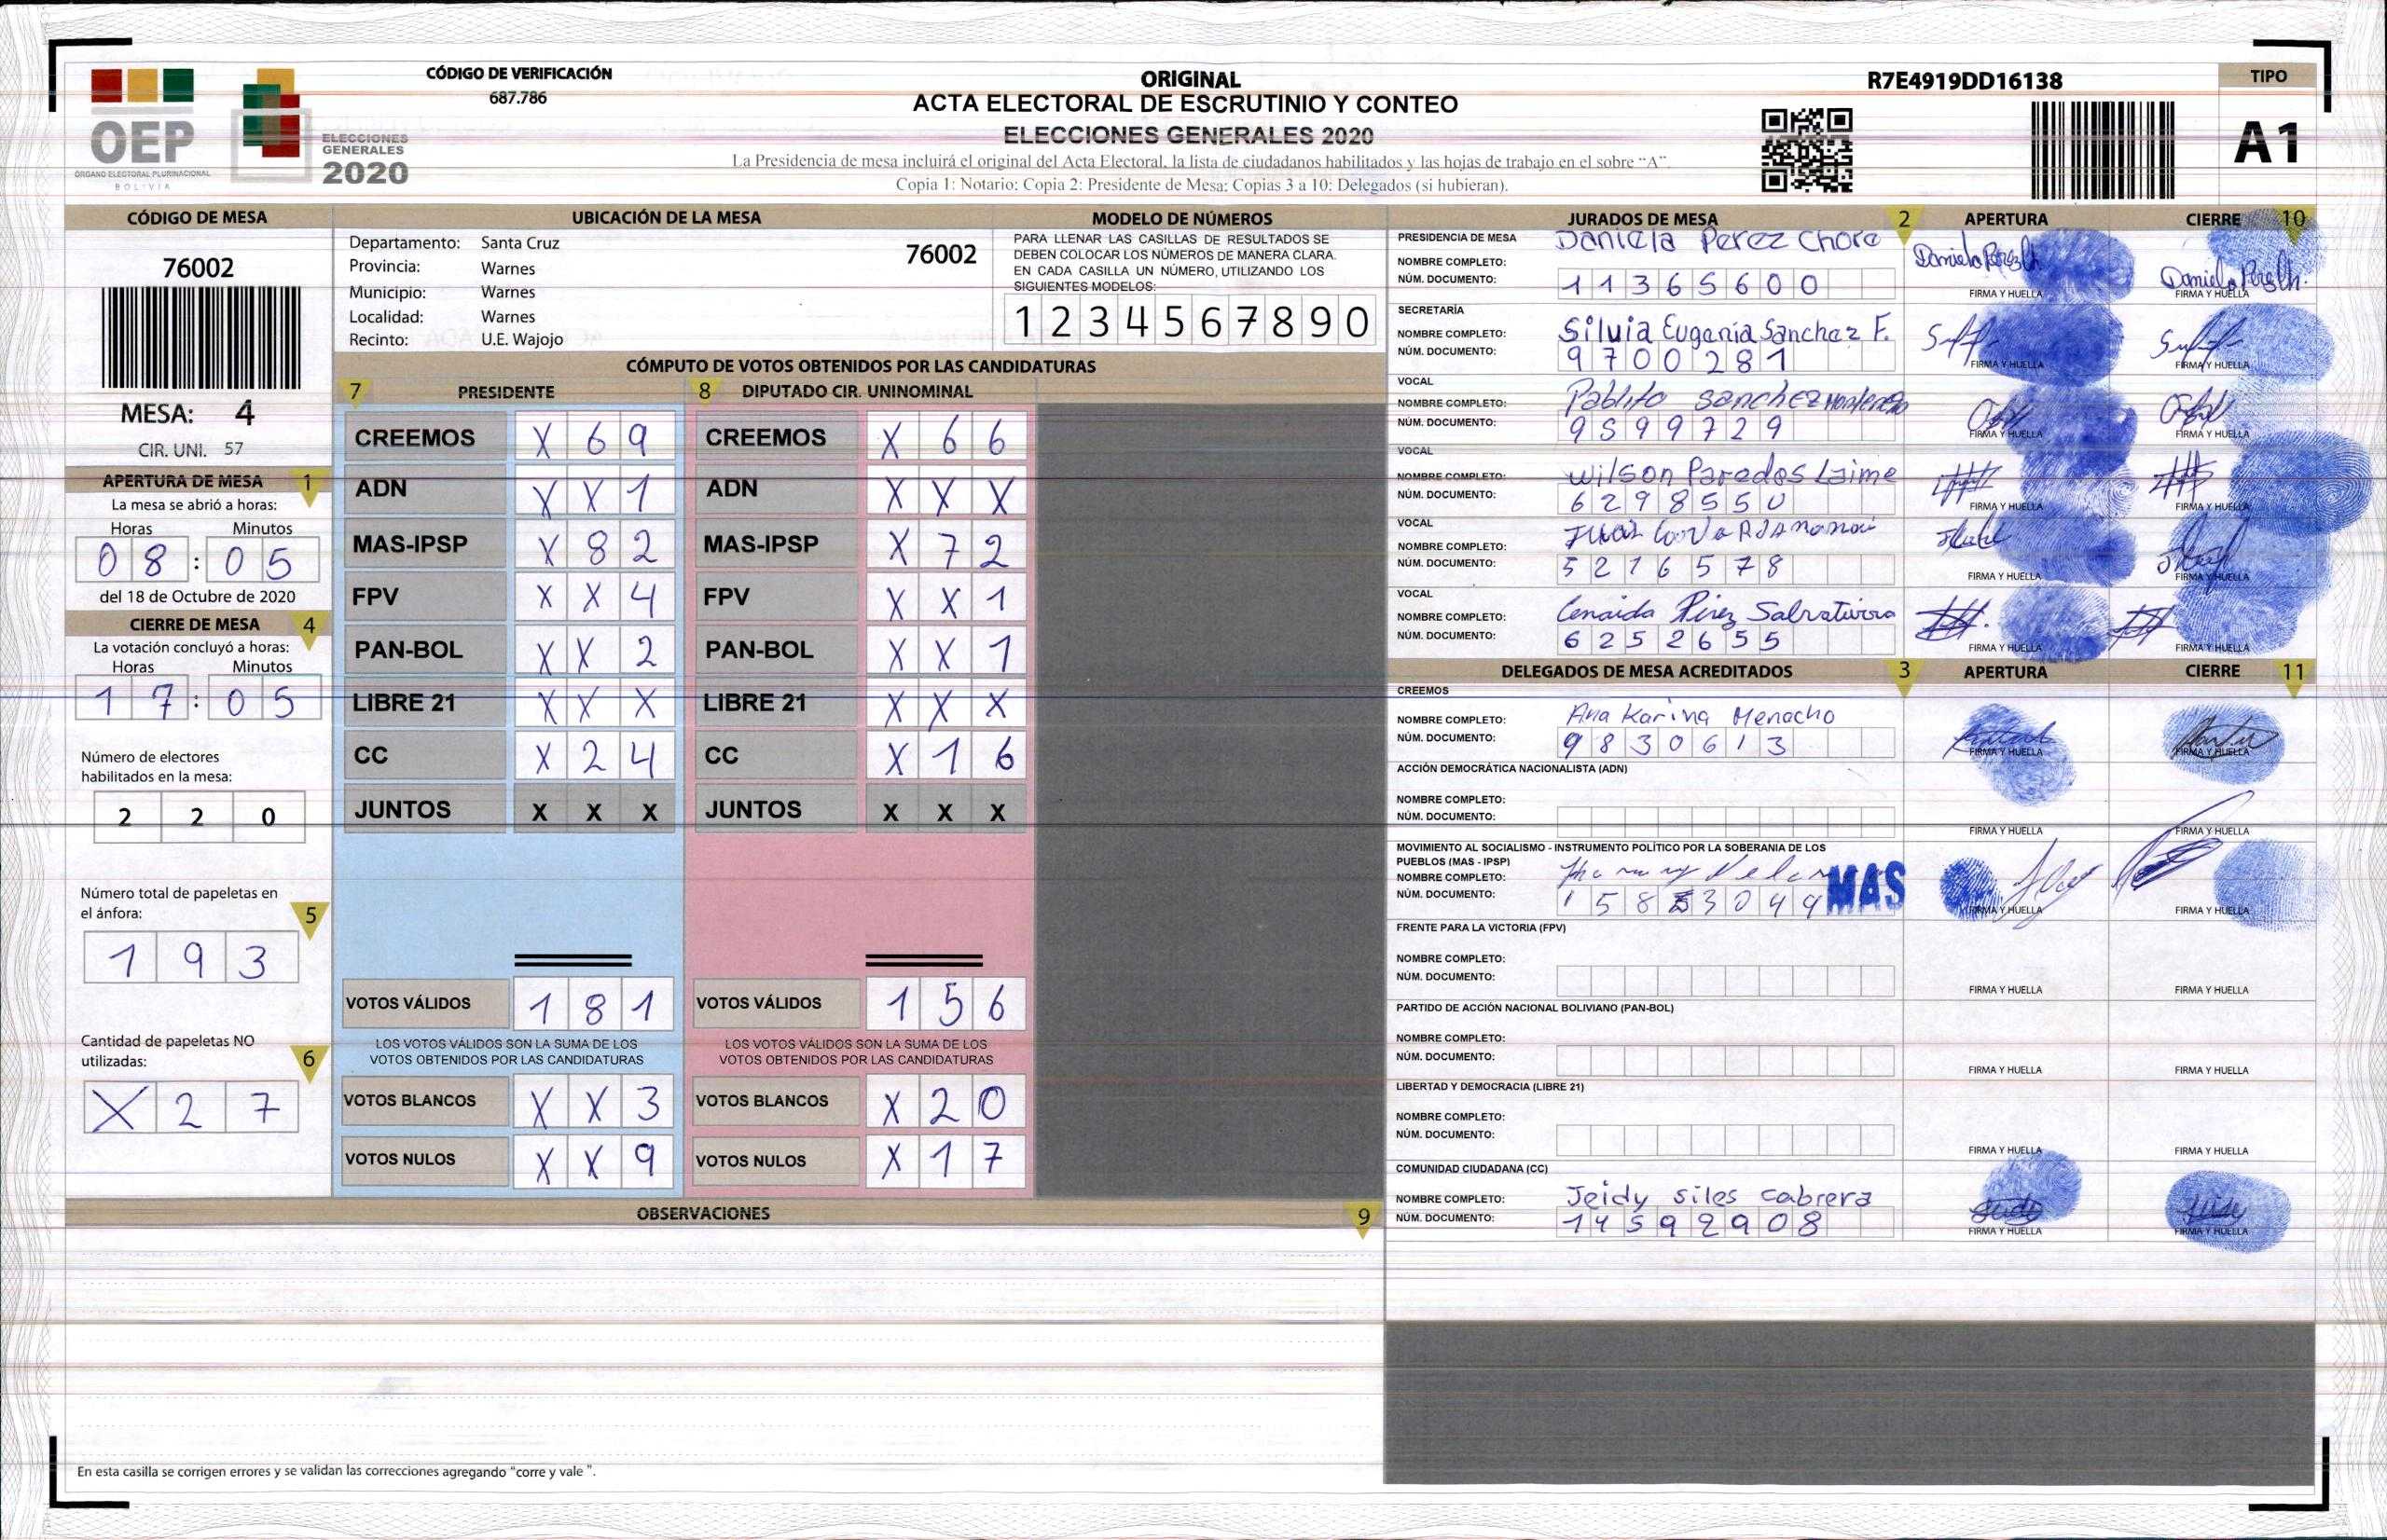 CÓDIGO DE VERIFICACIÓN
687.786
ORIGINAL
ACTA ELECTORAL DE ESCRUTINIO Y CONTEO
ELECCIONES GENERALES 2020
La Presidencia de mesa incluirá el original del Acta Electoral, la lista de ciudadanos habilitados y las hojas de trabajo en el sobre “A”.
Copia 1: Notario; Copia 2: Presidente de Mesa; Copias 3 a 10: Delegados (si hubieran).
R7E4919DD16138
TIPO
A1
OEP
ÓRGANO ELECTORAL PLURINACIONAL
BOLIVIA
ELECCIONES
GENERALES
2020
CÓDIGO DE MESA
76002
MESA: 4
CIR. UNI. 57
APERTURA DE MESA 1
La mesa se abrió a horas:
Horas Minutos
08:05
del 18 de Octubre de 2020
CIERRE DE MESA 4
La votación concluyó a horas:
Horas Minutos
17:05
Número de electores
habilitados en la mesa:
2 2 0
Número total de papeletas en
el ánfora: 5
1 9 3
Cantidad de papeletas NO
utilizadas: 6
X 2 7
UBICACIÓN DE LA MESA
Departamento: Santa Cruz 76002
Provincia: Warnes
Municipio: Warnes
Localidad: Warnes
Recinto: U.E. Wajojo
MODELO DE NÚMEROS
PARA LLENAR LAS CASILLAS DE RESULTADOS SE
DEBEN COLOCAR LOS NÚMEROS DE MANERA CLARA.
EN CADA CASILLA UN NÚMERO, UTILIZANDO LOS
SIGUIENTES MODELOS:
1 2 3 4 5 6 7 8 9 0
CÓMPUTO DE VOTOS OBTENIDOS POR LAS CANDIDATURAS
7 PRESIDENTE
CREEMOS X 6 9
ADN X X 1
MAS-IPSP X 8 2
FPV X X 4
PAN-BOL X X 2
LIBRE 21 X X X
CC X 2 4
JUNTOS X X X
VOTOS VÁLIDOS 1 8 1
LOS VOTOS VÁLIDOS SON LA SUMA DE LOS
VOTOS OBTENIDOS POR LAS CANDIDATURAS
VOTOS BLANCOS X X 3
VOTOS NULOS X X 9
8 DIPUTADO CIR. UNINOMINAL
CREEMOS X 6 6
ADN X X X
MAS-IPSP X 7 2
FPV X X 1
PAN-BOL X X 1
LIBRE 21 X X X
CC X 1 6
JUNTOS X X X
VOTOS VÁLIDOS 1 5 6
LOS VOTOS VÁLIDOS SON LA SUMA DE LOS
VOTOS OBTENIDOS POR LAS CANDIDATURAS
VOTOS BLANCOS X 2 0
VOTOS NULOS X 1 7
OBSERVACIONES 9
En esta casilla se corrigen errores y se validan las correcciones agregando "corre y vale ".
JURADOS DE MESA 2 APERTURA CIERRE 10
PRESIDENCIA DE MESA
NOMBRE COMPLETO: Daniela Perez Chore
NÚM. DOCUMENTO: 11365600
FIRMA Y HUELLA FIRMA Y HUELLA
SECRETARÍA
NOMBRE COMPLETO: Silvia Eugenia Sanchez F.
NÚM. DOCUMENTO: 9700281
FIRMA Y HUELLA FIRMA Y HUELLA
VOCAL
NOMBRE COMPLETO: Pablito Sanchez
NÚM. DOCUMENTO: 9599729
FIRMA Y HUELLA FIRMA Y HUELLA
VOCAL
NOMBRE COMPLETO: Wilson Paredos Laime
NÚM. DOCUMENTO: 6298550
FIRMA Y HUELLA FIRMA Y HUELLA
VOCAL
NOMBRE COMPLETO:
NÚM. DOCUMENTO: 5216578
FIRMA Y HUELLA FIRMA Y HUELLA
VOCAL
NOMBRE COMPLETO: Cenaida Pérez
NÚM. DOCUMENTO: 6252655
FIRMA Y HUELLA FIRMA Y HUELLA
DELEGADOS DE MESA ACREDITADOS 3 APERTURA CIERRE 11
CREEMOS
NOMBRE COMPLETO: Ana Karina Menacho
NÚM. DOCUMENTO: 9830613
FIRMA Y HUELLA FIRMA Y HUELLA
ACCIÓN DEMOCRÁTICA NACIONALISTA (ADN)
NOMBRE COMPLETO:
NÚM. DOCUMENTO:
FIRMA Y HUELLA FIRMA Y HUELLA
MOVIMIENTO AL SOCIALISMO - INSTRUMENTO POLÍTICO POR LA SOBERANIA DE LOS
PUEBLOS (MAS - IPSP)
NOMBRE COMPLETO:
NÚM. DOCUMENTO: MAS
FIRMA Y HUELLA FIRMA Y HUELLA
FRENTE PARA LA VICTORIA (FPV)
NOMBRE COMPLETO:
NÚM. DOCUMENTO:
FIRMA Y HUELLA FIRMA Y HUELLA
PARTIDO DE ACCIÓN NACIONAL BOLIVIANO (PAN-BOL)
NOMBRE COMPLETO:
NÚM. DOCUMENTO:
FIRMA Y HUELLA FIRMA Y HUELLA
LIBERTAD Y DEMOCRACIA (LIBRE 21)
NOMBRE COMPLETO:
NÚM. DOCUMENTO:
FIRMA Y HUELLA FIRMA Y HUELLA
COMUNIDAD CIUDADANA (CC)
NOMBRE COMPLETO: Jeidy Siles Cabrera
NÚM. DOCUMENTO: 14592908
FIRMA Y HUELLA FIRMA Y HUELLA